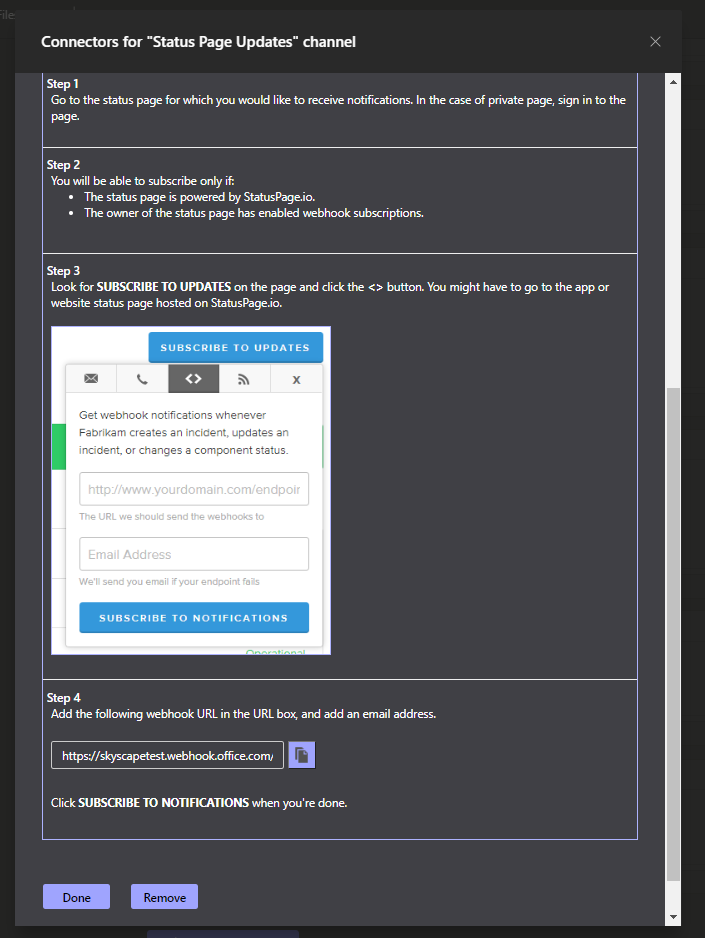 File
Connectors for "Status Page Updates" channel
Step 1
Go to the status page for which you would like to receive notifications. In the case of private page, sign in to the
page.
Step 2
You will be able to subscribe only if:
• The status page is powered by StatusPage.io.
• The owner of the status page has enabled webhook subscriptions.
Step 3
Look for SUBSCRIBE TO UPDATES on the page and click the <> button. You might have to go to the app or
website status page hosted on StatusPage.io.
SUBSCRIBE TO UPDATES
<> x
Get webhook notifications whenever
Fabrikam creates an incident, updates an
incident, or changes a component status.
http://www.yourdomain.com/endpoir
The URL we should send the webhooks to
Email Address
We'll send you email if your endpoint fails
SUBSCRIBE TO NOTIFICATIONS
Operational
Step 4
Add the following webhook URL in the URL box, and add an email address.
https://skyscapetest.webhook.office.com/
Click SUBSCRIBE TO NOTIFICATIONS when you're done.
Done Remove